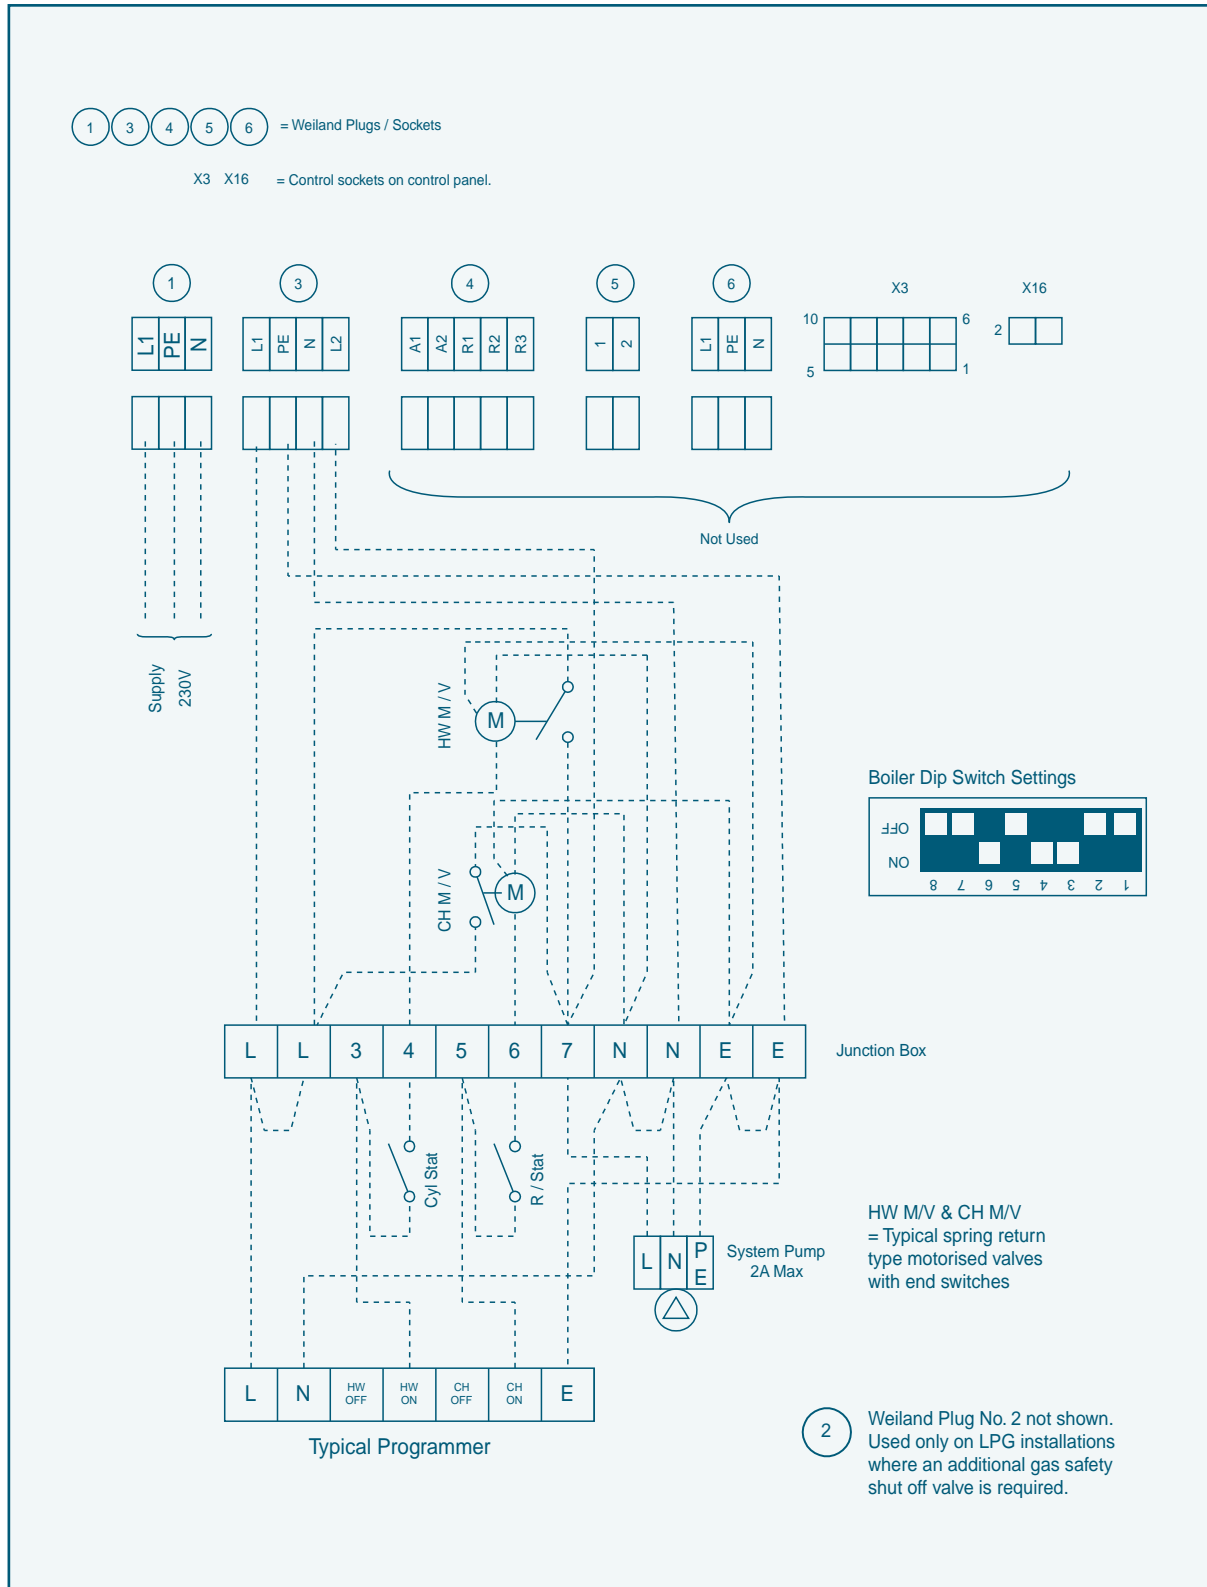 1 3 4 5 6 = Weiland Plugs / Sockets
X3 X16 = Control sockets on control panel.
1 3 4 5 6 X3 X16
L1 PE N
L1 PE N L2
A1 A2 R1 R2 R3
1 2
L1 PE N
10 6
5 1
2
Not Used
Supply
230V
HW M / V
M
CH M / V
M
Boiler Dip Switch Settings
OFF
ON
8 7 6 5 4 3 2 1
L L 3 4 5 6 7 N N E E
Junction Box
Cyl Stat
R / Stat
L N PE
System Pump
2A Max
HW M/V & CH M/V
= Typical spring return
type motorised valves
with end switches
L N HW OFF HW ON CH OFF CH ON E
Typical Programmer
2
Weiland Plug No. 2 not shown.
Used only on LPG installations
where an additional gas safety
shut off valve is required.